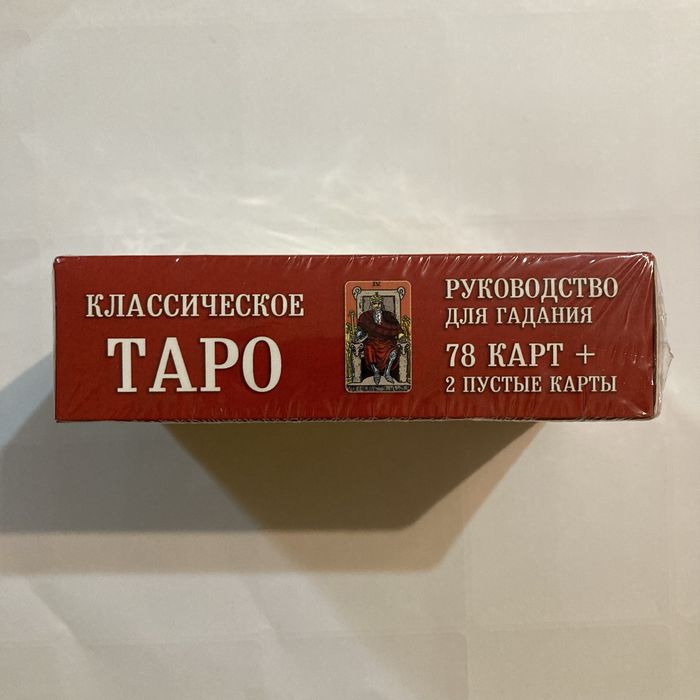 КЛАССИЧЕСКОЕ
ТАРО
IV
РУКОВОДСТВО
ДЛЯ ГАДАНИЯ
78 КАРТ +
2 ПУСТЫЕ КАРТЫ